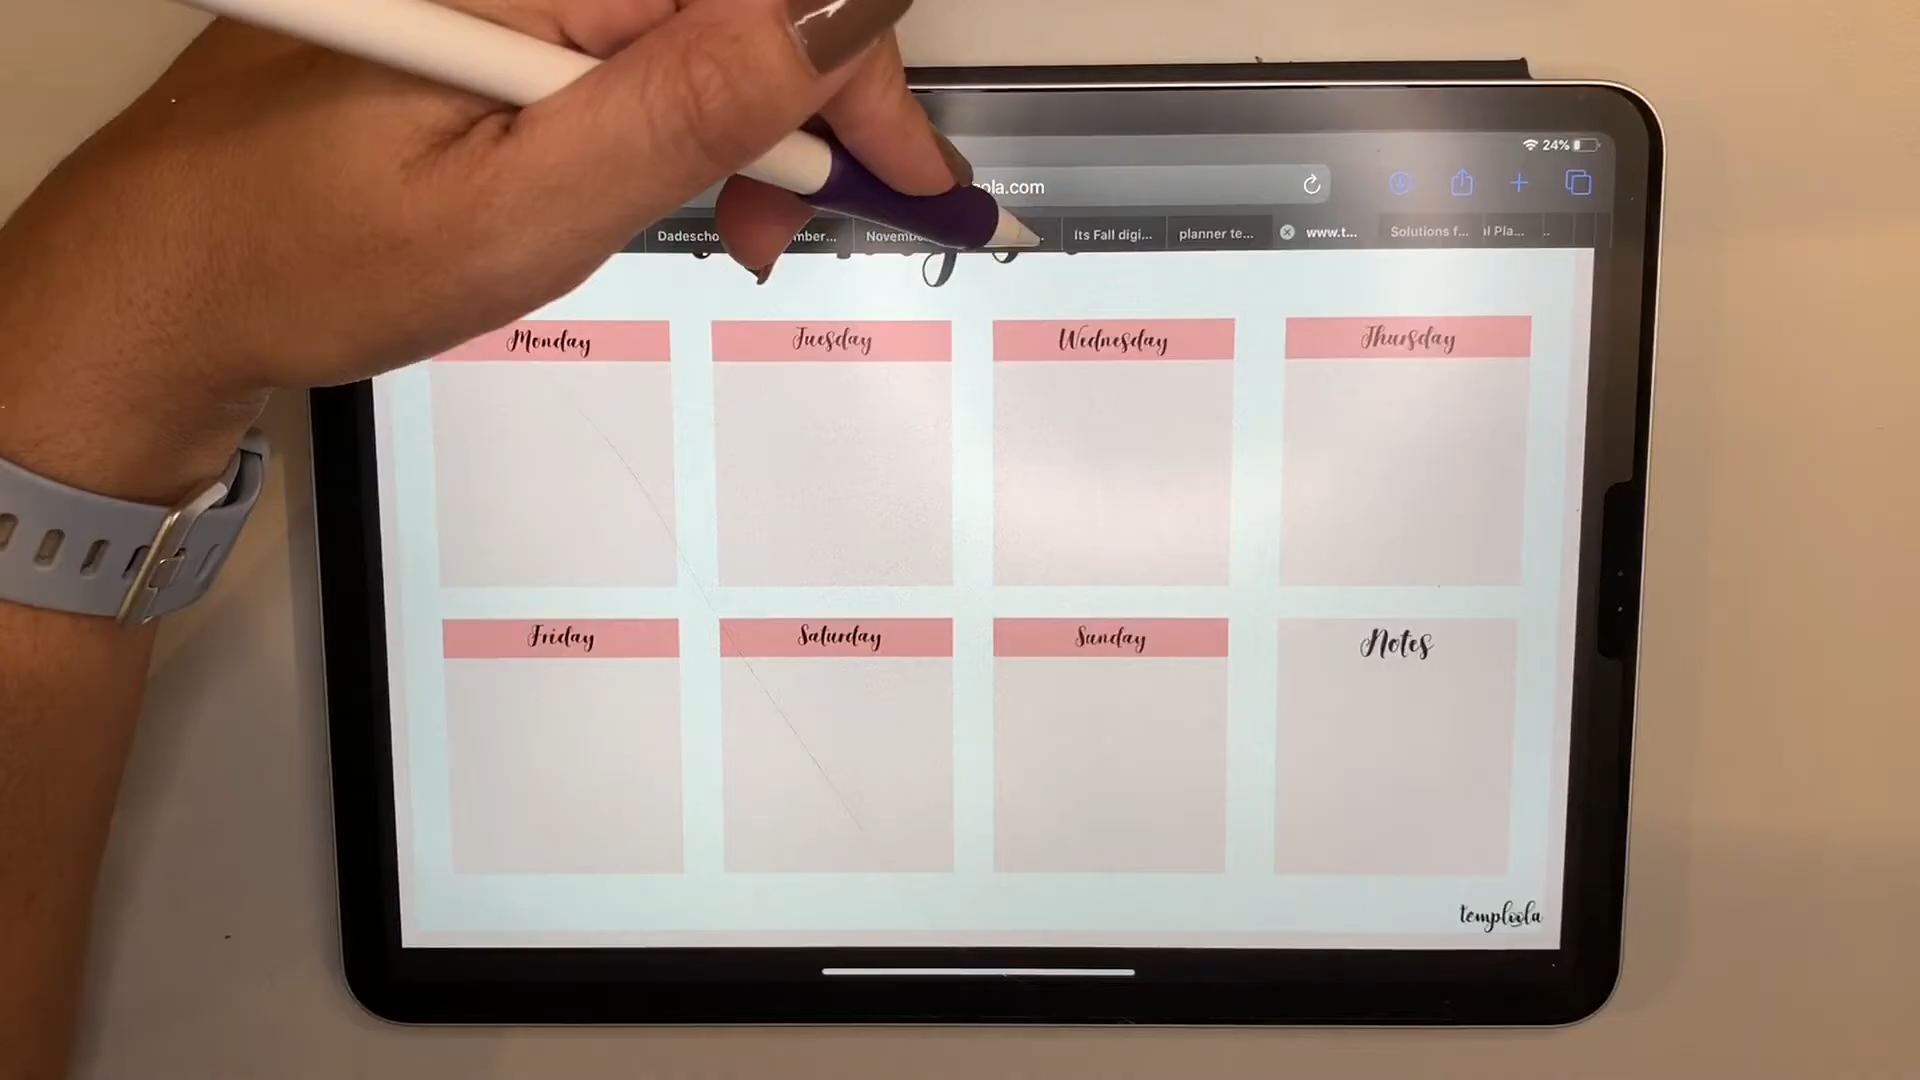 24%
ola.com
Dadescho mber... Novembe ... Its Fall digi... planner te... www.t... Solutions f... l Pla... ..
Monday Tuesday Wednesday Thursday
Friday Saturday Sunday Notes
temploola